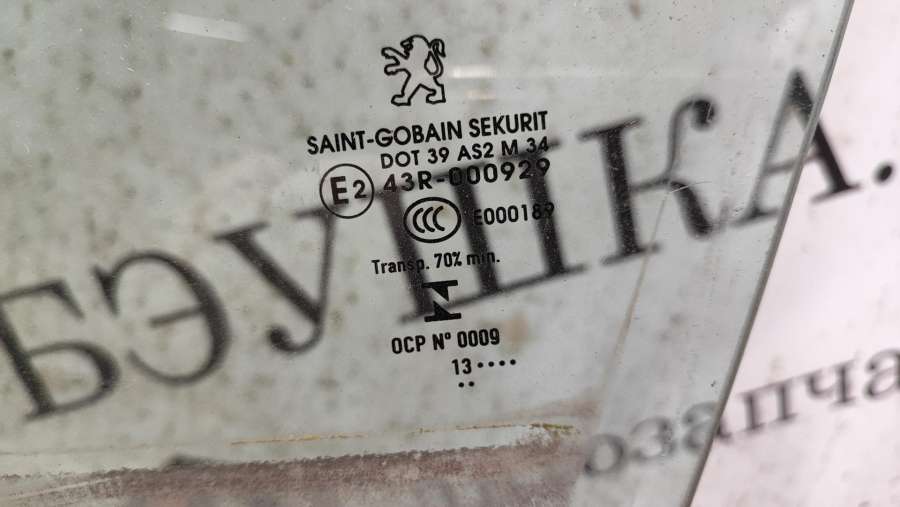 SAINT-GOBAIN SEKURIT
DOT 39 AS2 M 34
E2 43R-000929
CCC E000189
Transp. 70% min.
OCP N° 0009
13 ····
··
БЭУШКА.
озапча